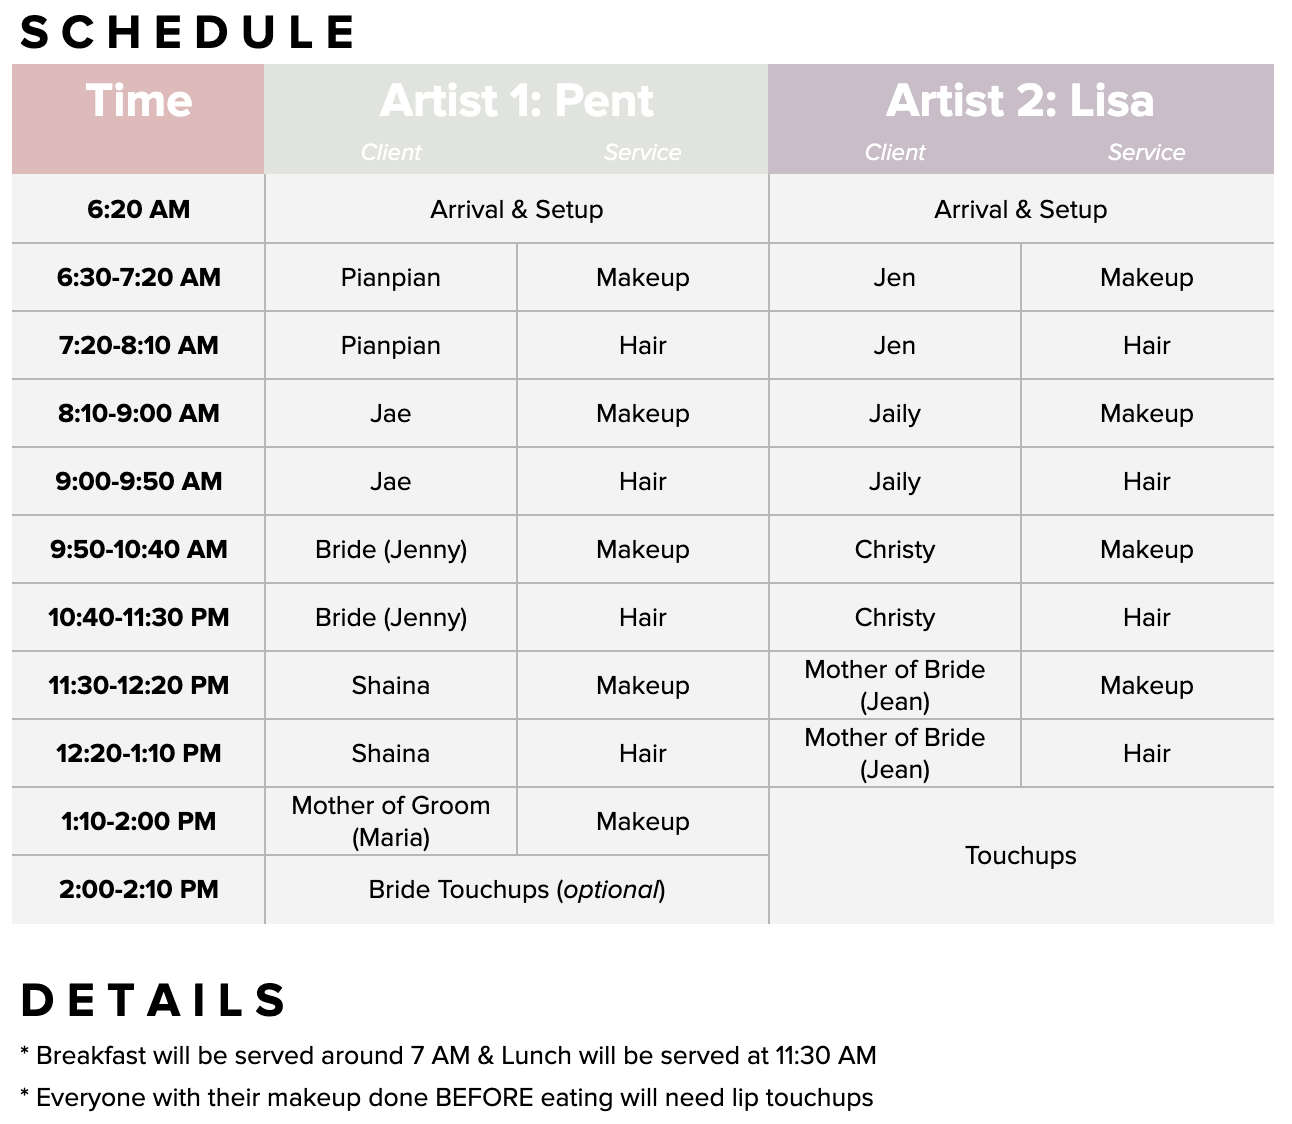 SCHEDULE
Time Artist 1: Pent Artist 2: Lisa
Client Service Client Service
6:20 AM Arrival & Setup Arrival & Setup
6:30-7:20 AM Pianpian Makeup Jen Makeup
7:20-8:10 AM Pianpian Hair Jen Hair
8:10-9:00 AM Jae Makeup Jaily Makeup
9:00-9:50 AM Jae Hair Jaily Hair
9:50-10:40 AM Bride (Jenny) Makeup Christy Makeup
10:40-11:30 PM Bride (Jenny) Hair Christy Hair
11:30-12:20 PM Shaina Makeup Mother of Bride (Jean) Makeup
12:20-1:10 PM Shaina Hair Mother of Bride (Jean) Hair
1:10-2:00 PM Mother of Groom (Maria) Makeup
Touchups
2:00-2:10 PM Bride Touchups (optional)
DETAILS
* Breakfast will be served around 7 AM & Lunch will be served at 11:30 AM
* Everyone with their makeup done BEFORE eating will need lip touchups